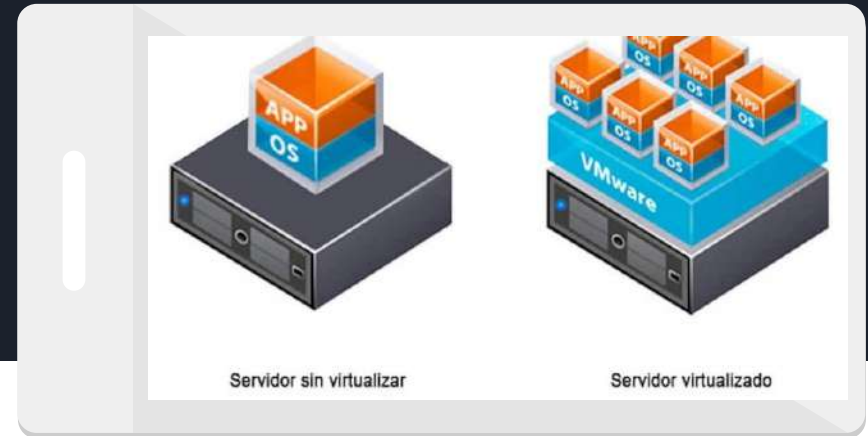 APP
OS
APP
OS
APP
OS
APP
OS
APP
OS
APP
OS
APP
OS
VMware
Servidor sin virtualizar
Servidor virtualizado